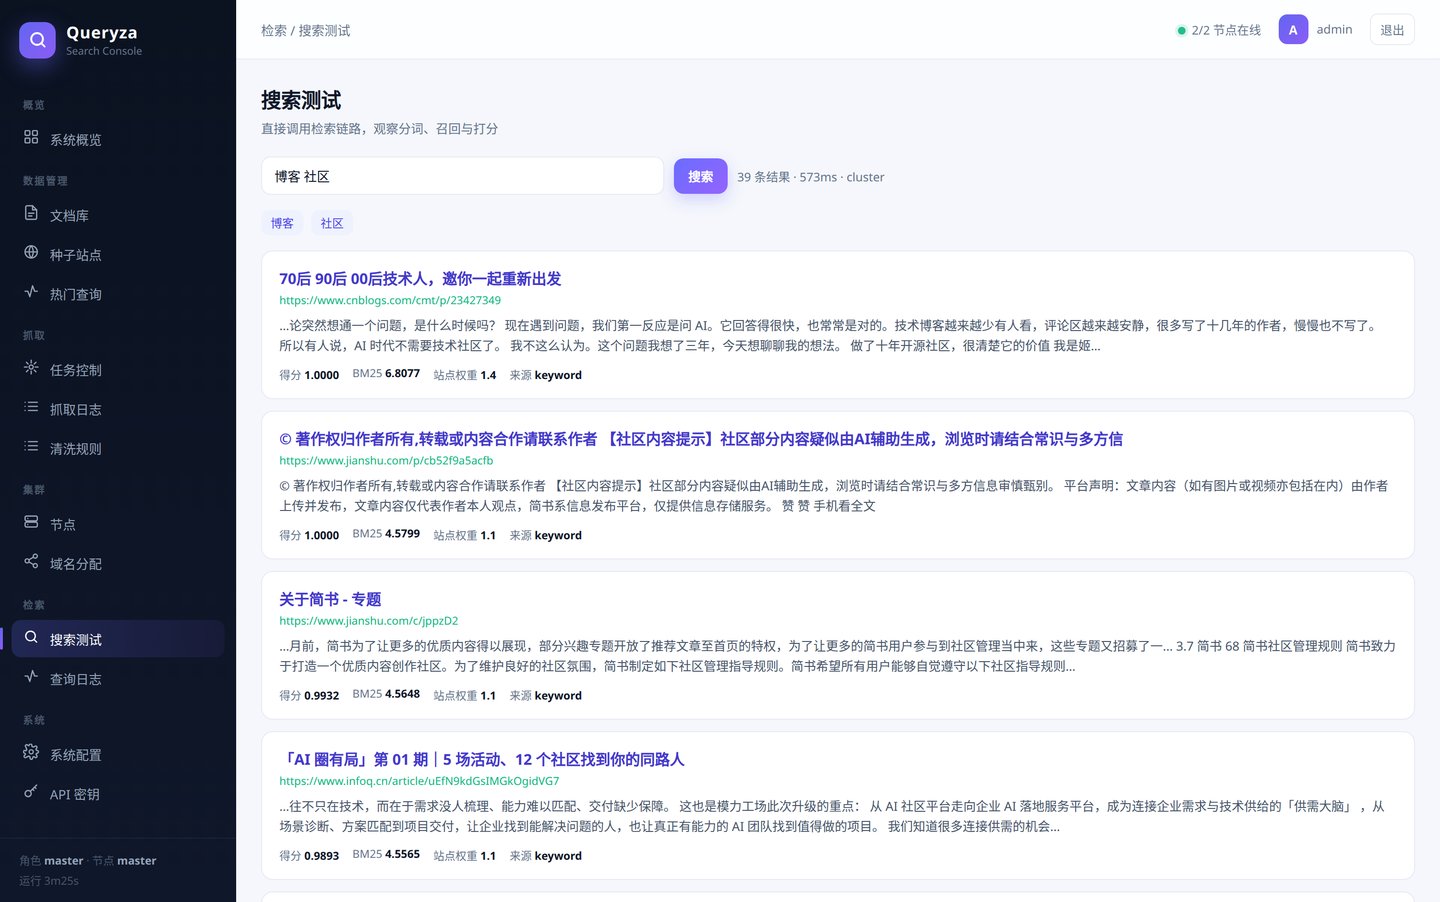 Queryza
Search Console
概览
系统概览
数据管理
文档库
种子站点
热门查询
抓取
任务控制
抓取日志
清洗规则
集群
节点
域名分配
检索
搜索测试
查询日志
系统
系统配置
API 密钥
角色 master · 节点 master
运行 3m25s
检索 / 搜索测试
2/2 节点在线
A
admin
退出
搜索测试
直接调用检索链路，观察分词、召回与打分
博客 社区
搜索
39 条结果 · 573ms · cluster
博客 社区
70后 90后 00后技术人，邀你一起重新出发
https://www.cnblogs.com/cmt/p/23427349
...论突然想通一个问题，是什么时候吗？ 现在遇到问题，我们第一反应是问 AI。它回答得很快，也常常是对的。技术博客越来越少有人看，评论区越来越安静，很多写了十几年的作者，慢慢也不写了。
所以有人说，AI 时代不需要技术社区了。 我不这么认为。这个问题我想了三年，今天想聊聊我的想法。 做了十年开源社区，很清楚它的价值 我是姬...
得分 1.0000 BM25 6.8077 站点权重 1.4 来源 keyword
© 著作权归作者所有,转载或内容合作请联系作者 【社区内容提示】社区部分内容疑似由AI辅助生成，浏览时请结合常识与多方信
https://www.jianshu.com/p/cb52f9a5acfb
© 著作权归作者所有,转载或内容合作请联系作者 【社区内容提示】社区部分内容疑似由AI辅助生成，浏览时请结合常识与多方信息审慎甄别。 平台声明：文章内容（如有图片或视频亦包括在内）由作者
上传并发布，文章内容仅代表作者本人观点，简书系信息发布平台，仅提供信息存储服务。 赞 赞 手机看全文
得分 1.0000 BM25 4.5799 站点权重 1.1 来源 keyword
关于简书 - 专题
https://www.jianshu.com/c/jppzD2
...月前，简书为了让更多的优质内容得以展现，部分兴趣专题开放了推荐文章至首页的特权，为了让更多的简书用户参与到社区管理当中来，这些专题又招募了一... 3.7 简书 68 简书社区管理规则 简书致力
于打造一个优质内容创作社区。为了维护良好的社区氛围，简书制定如下社区管理指导规则。简书希望所有用户能够自觉遵守以下社区指导规则...
得分 0.9932 BM25 4.5648 站点权重 1.1 来源 keyword
「AI 圈有局」第 01 期｜5 场活动、12 个社区找到你的同路人
https://www.infoq.cn/article/uEfN9kdGsIMGkOgidVG7
...往不只在技术，而在于需求没人梳理、能力难以匹配、交付缺少保障。 这也是模力工场此次升级的重点： 从 AI 社区平台走向企业 AI 落地服务平台，成为连接企业需求与技术供给的「供需大脑」 ，从
场景诊断、方案匹配到项目交付，让企业找到能解决问题的人，也让真正有能力的 AI 团队找到值得做的项目。 我们知道很多连接供需的机会...
得分 0.9893 BM25 4.5565 站点权重 1.1 来源 keyword